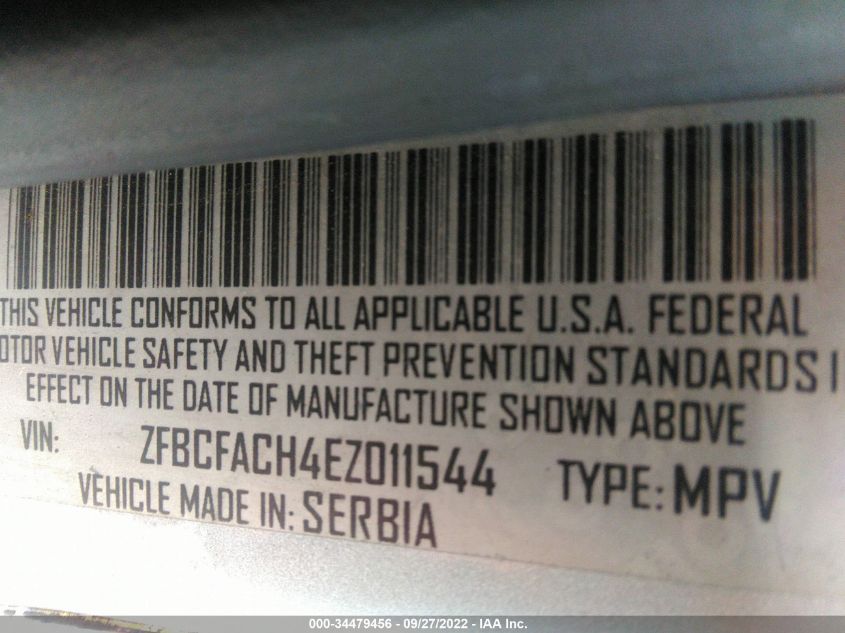 THIS VEHICLE CONFORMS TO ALL APPLICABLE U.S.A. FEDERAL
OTOR VEHICLE SAFETY AND THEFT PREVENTION STANDARDS I
EFFECT ON THE DATE OF MANUFACTURE SHOWN ABOVE
VIN: ZFBCFACH4EZ011544 TYPE: MPV
VEHICLE MADE IN: SERBIA
000-34479456 - 09/27/2022 - IAA Inc.